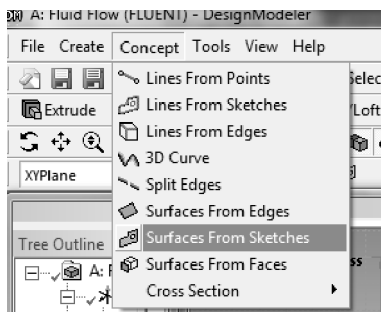 A: Fluid Flow (FLUENT) - DesignModeler
File Create Concept Tools View Help
Lines From Points
Lines From Sketches
Lines From Edges
3D Curve
Split Edges
Surfaces From Edges
Surfaces From Sketches
Surfaces From Faces
Cross Section
Extrude
XYPlane
Tree Outline
A: F